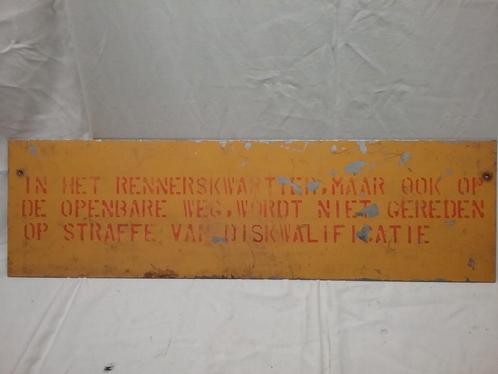 IN HET RENNERSKWARTIER, MAAR OOK OP
DE OPENBARE WEG, WORDT NIET GEREDEN
OP STRAFFE VAN DISKWALIFICATIE